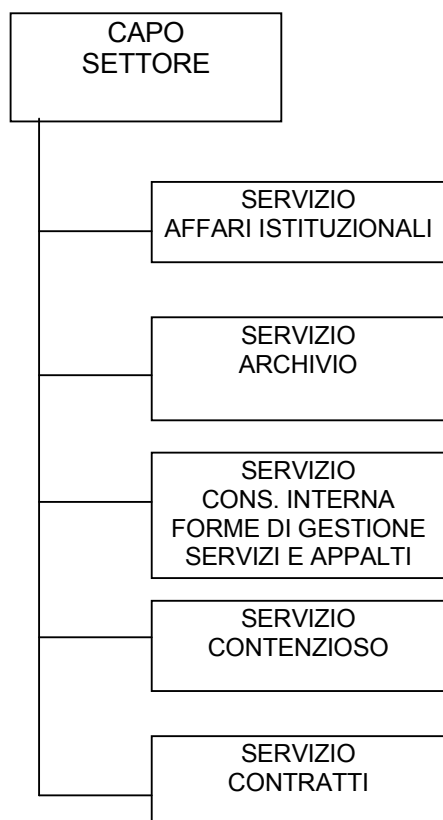 CAPO
SETTORE
SERVIZIO
AFFARI ISTITUZIONALI
SERVIZIO
ARCHIVIO
SERVIZIO
CONS. INTERNA
FORME DI GESTIONE
SERVIZI E APPALTI
SERVIZIO
CONTENZIOSO
SERVIZIO
CONTRATTI